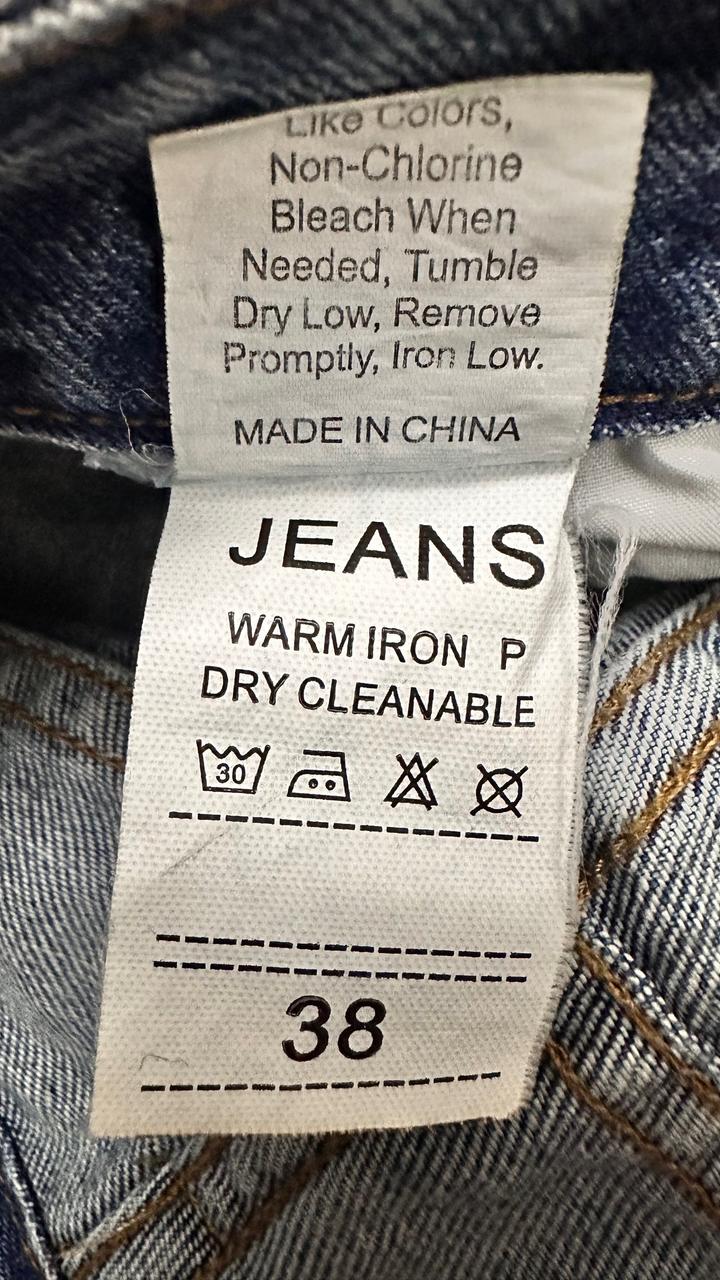 Like Colors,
Non-Chlorine
Bleach When
Needed, Tumble
Dry Low, Remove
Promptly, Iron Low.
MADE IN CHINA
JEANS
WARM IRON P
DRY CLEANABLE
30
38